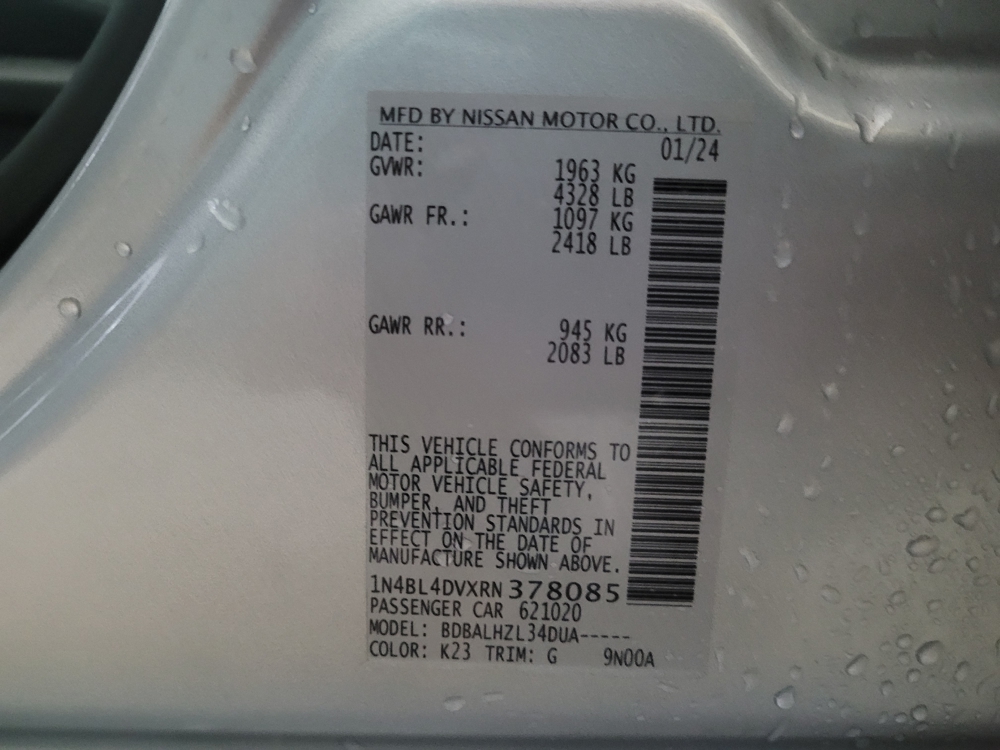 MFD BY NISSAN MOTOR CO., LTD.
DATE: 01/24
GVWR: 1963 KG
4328 LB
GAWR FR.: 1097 KG
2418 LB
GAWR RR.: 945 KG
2083 LB
THIS VEHICLE CONFORMS TO
ALL APPLICABLE FEDERAL
MOTOR VEHICLE SAFETY,
BUMPER, AND THEFT
PREVENTION STANDARDS IN
EFFECT ON THE DATE OF
MANUFACTURE SHOWN ABOVE.
1N4BL4DVXRN378085
PASSENGER CAR 621020
MODEL: BDBALHZL34DUA-----
COLOR: K23 TRIM: G 9N00A